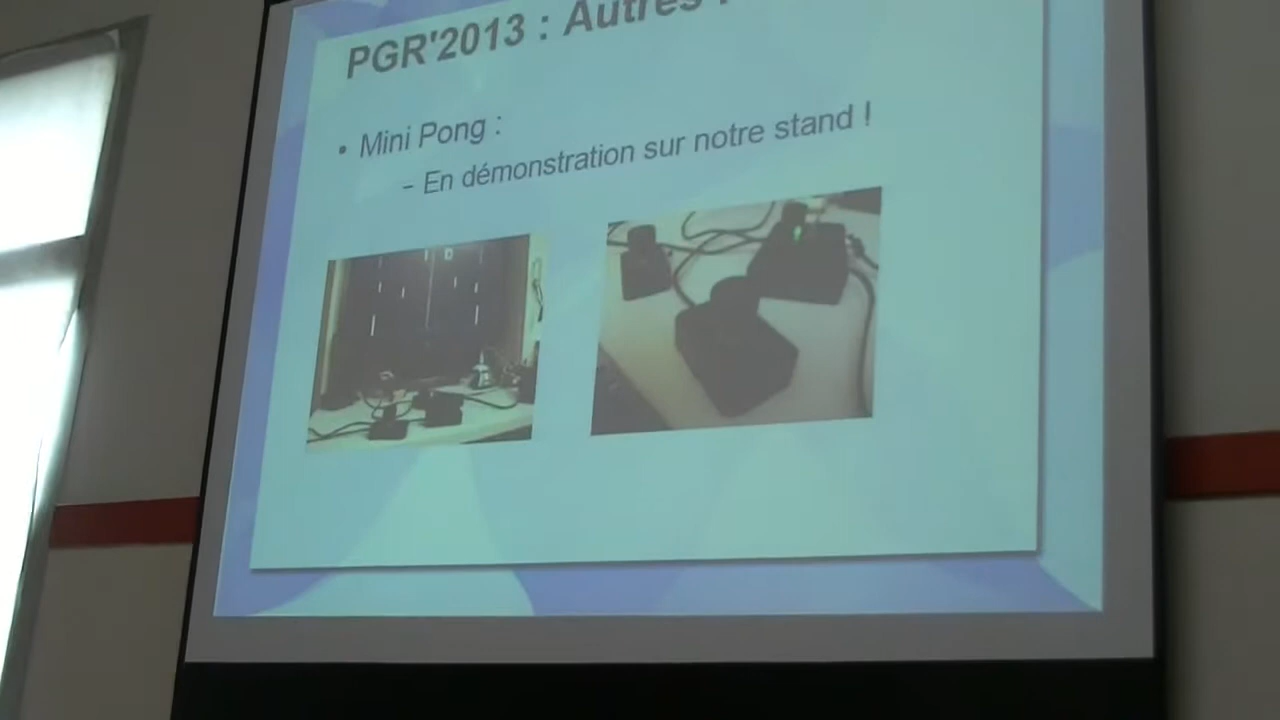 PGR'2013 : Autres
• Mini Pong :
– En démonstration sur notre stand !